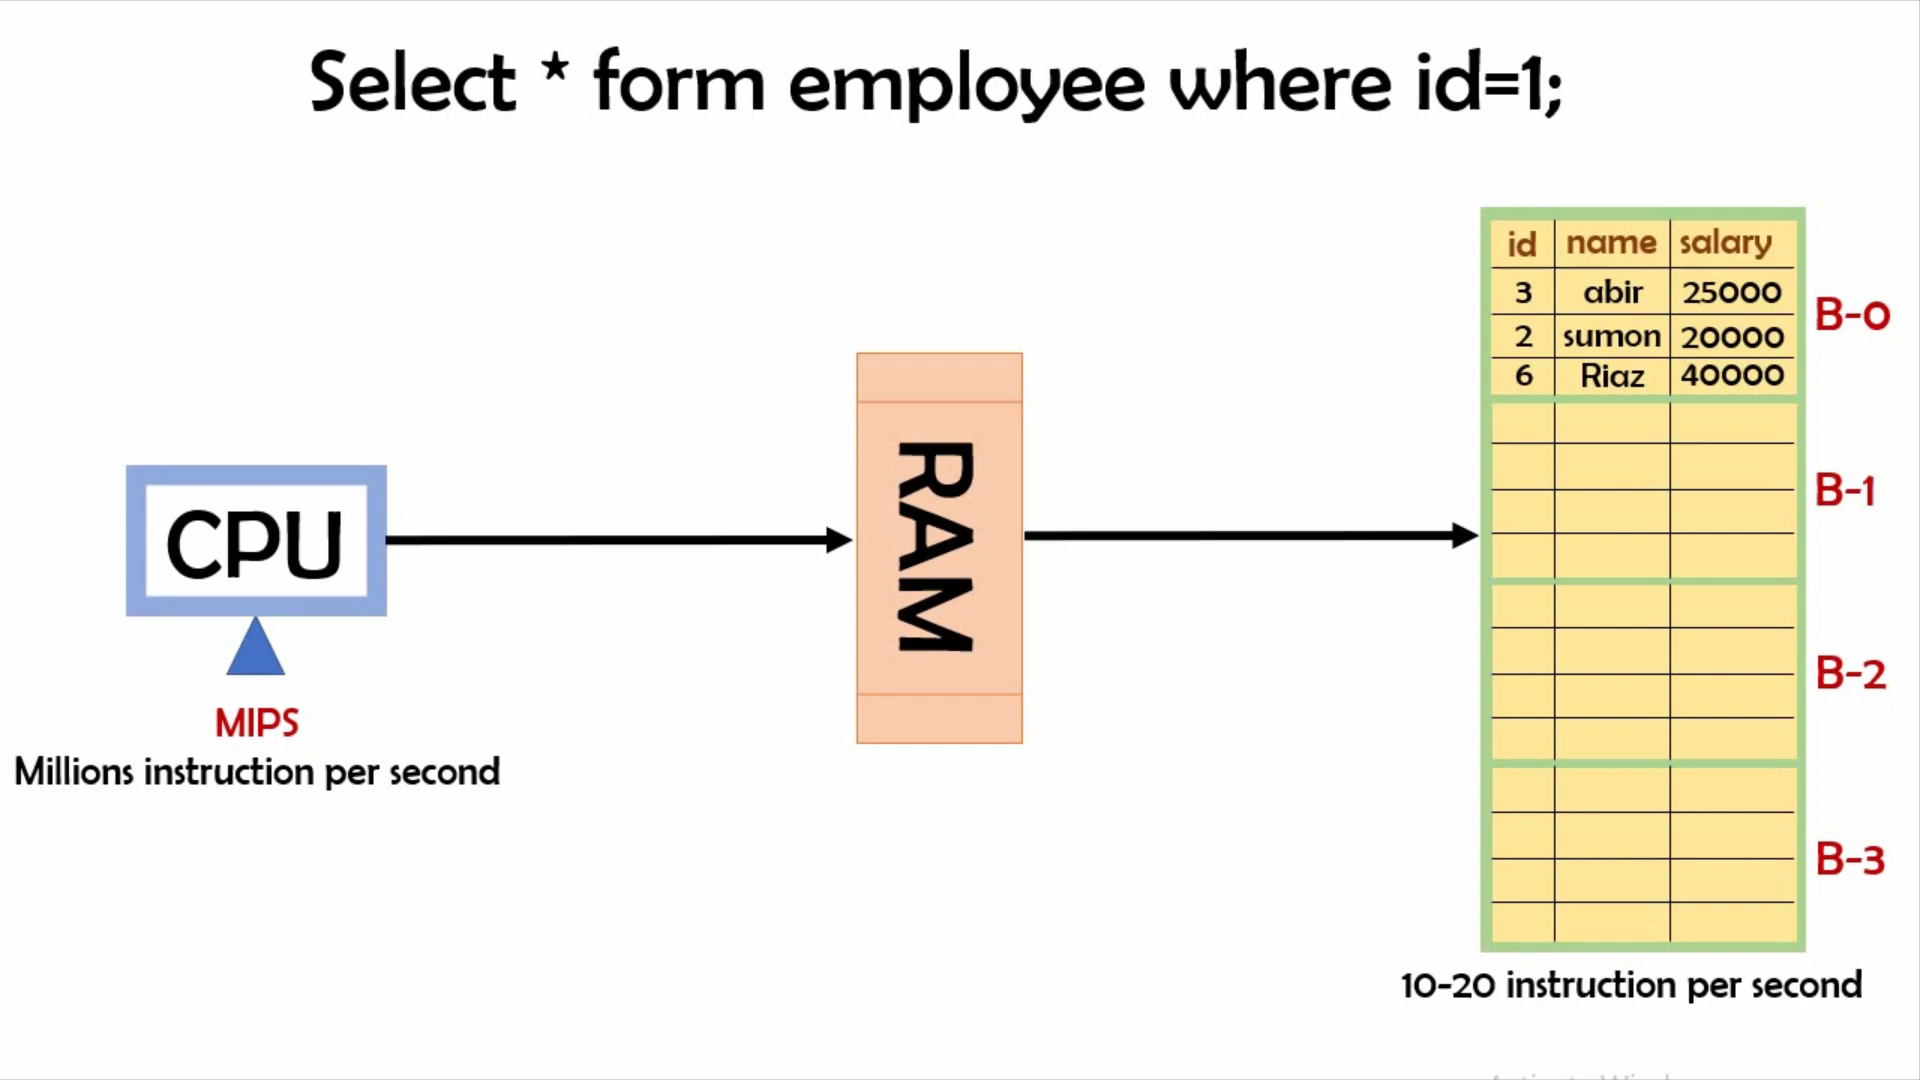 Select * form employee where id=1;
id name salary
3 abir 25000
2 sumon 20000
6 Riaz 40000
B-0
B-1
B-2
B-3
CPU
RAM
MIPS
Millions instruction per second
10-20 instruction per second